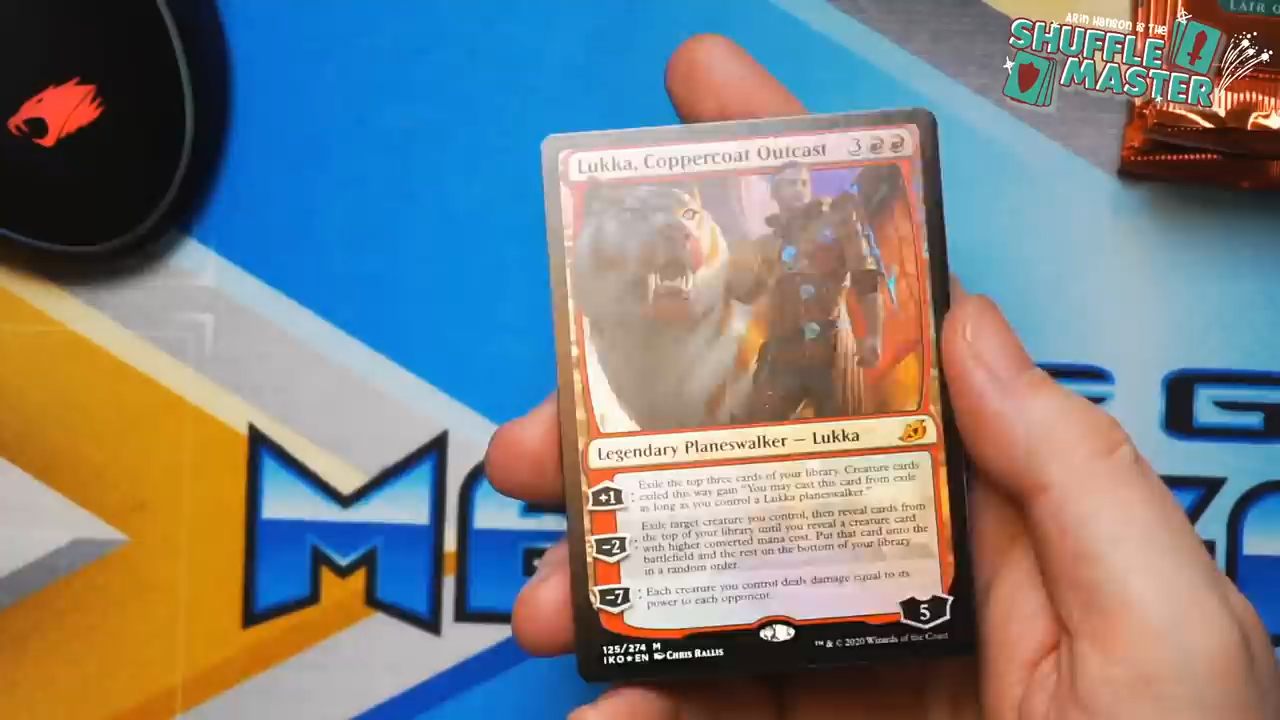 ARIN HANSON IS THE
SHUFFLE
MASTER
LAIR O
Lukka, Coppercoat Outcast 3
Legendary Planeswalker — Lukka
+1 : Exile the top three cards of your library. Creature cards
exiled this way gain "You may cast this card from exile
as long as you control a Lukka planeswalker."
−2 : Exile target creature you control, then reveal cards from
the top of your library until you reveal a creature card
with higher converted mana cost. Put that card onto the
battlefield and the rest on the bottom of your library
in a random order.
−7 : Each creature you control deals damage equal to its
power to each opponent.
5
125/274 M
IKO★EN CHRIS RALLIS
™ & © 2020 Wizards of the Coast